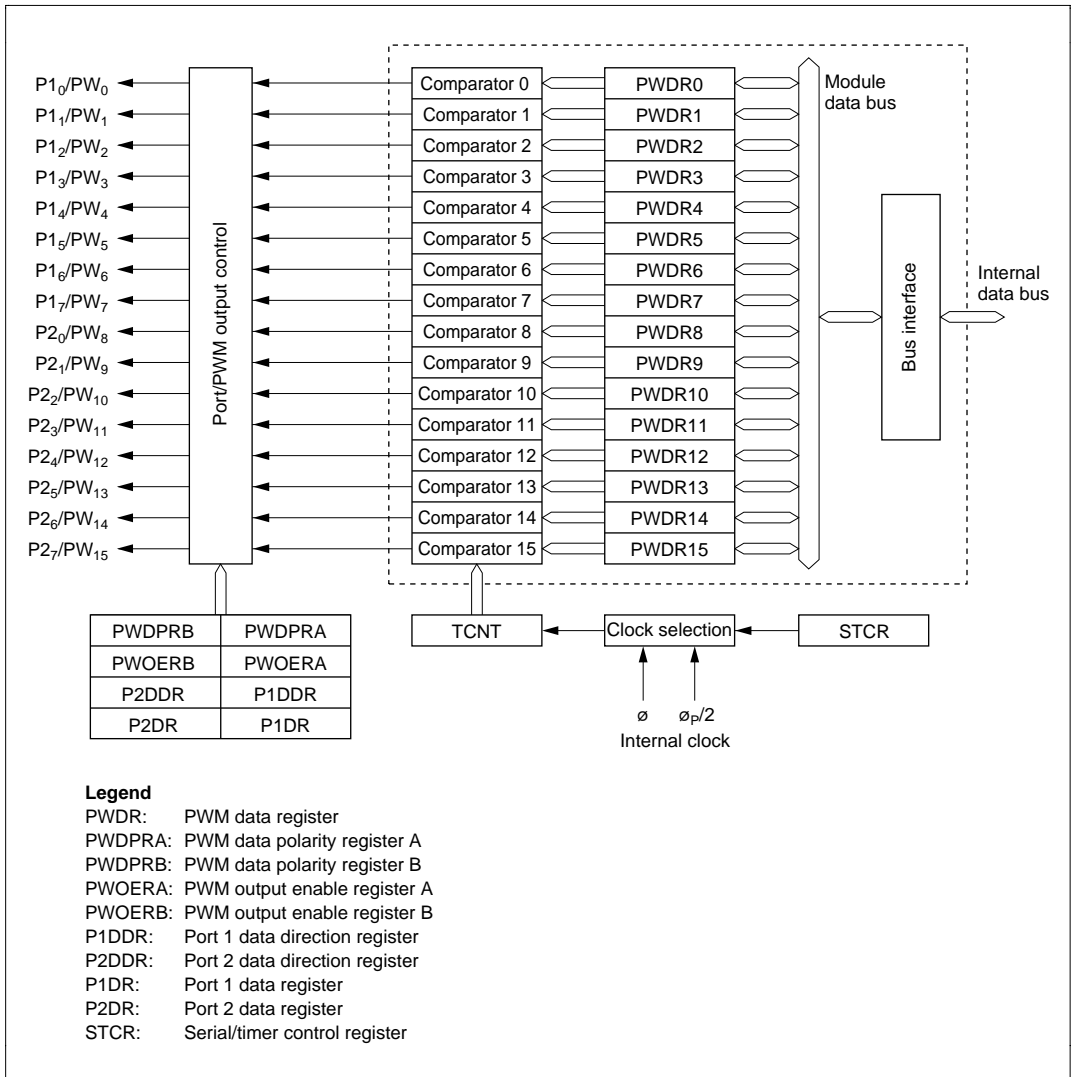 P1₀/PW₀ Comparator 0 PWDR0 Module
data bus
P1₁/PW₁ Comparator 1 PWDR1
P1₂/PW₂ Comparator 2 PWDR2
P1₃/PW₃ Comparator 3 PWDR3
P1₄/PW₄ Comparator 4 PWDR4
P1₅/PW₅ Comparator 5 PWDR5
P1₆/PW₆ Comparator 6 PWDR6
P1₇/PW₇ Comparator 7 PWDR7
P2₀/PW₈ Comparator 8 PWDR8
P2₁/PW₉ Comparator 9 PWDR9
P2₂/PW₁₀ Comparator 10 PWDR10
P2₃/PW₁₁ Comparator 11 PWDR11
P2₄/PW₁₂ Comparator 12 PWDR12
P2₅/PW₁₃ Comparator 13 PWDR13
P2₆/PW₁₄ Comparator 14 PWDR14
P2₇/PW₁₅ Comparator 15 PWDR15
Port/PWM output control
Bus interface
Internal
data bus
PWDPRB PWDPRA TCNT Clock selection STCR
PWOERB PWOERA
P2DDR P1DDR
P2DR P1DR
ø øP/2
Internal clock
Legend
PWDR: PWM data register
PWDPRA: PWM data polarity register A
PWDPRB: PWM data polarity register B
PWOERA: PWM output enable register A
PWOERB: PWM output enable register B
P1DDR: Port 1 data direction register
P2DDR: Port 2 data direction register
P1DR: Port 1 data register
P2DR: Port 2 data register
STCR: Serial/timer control register